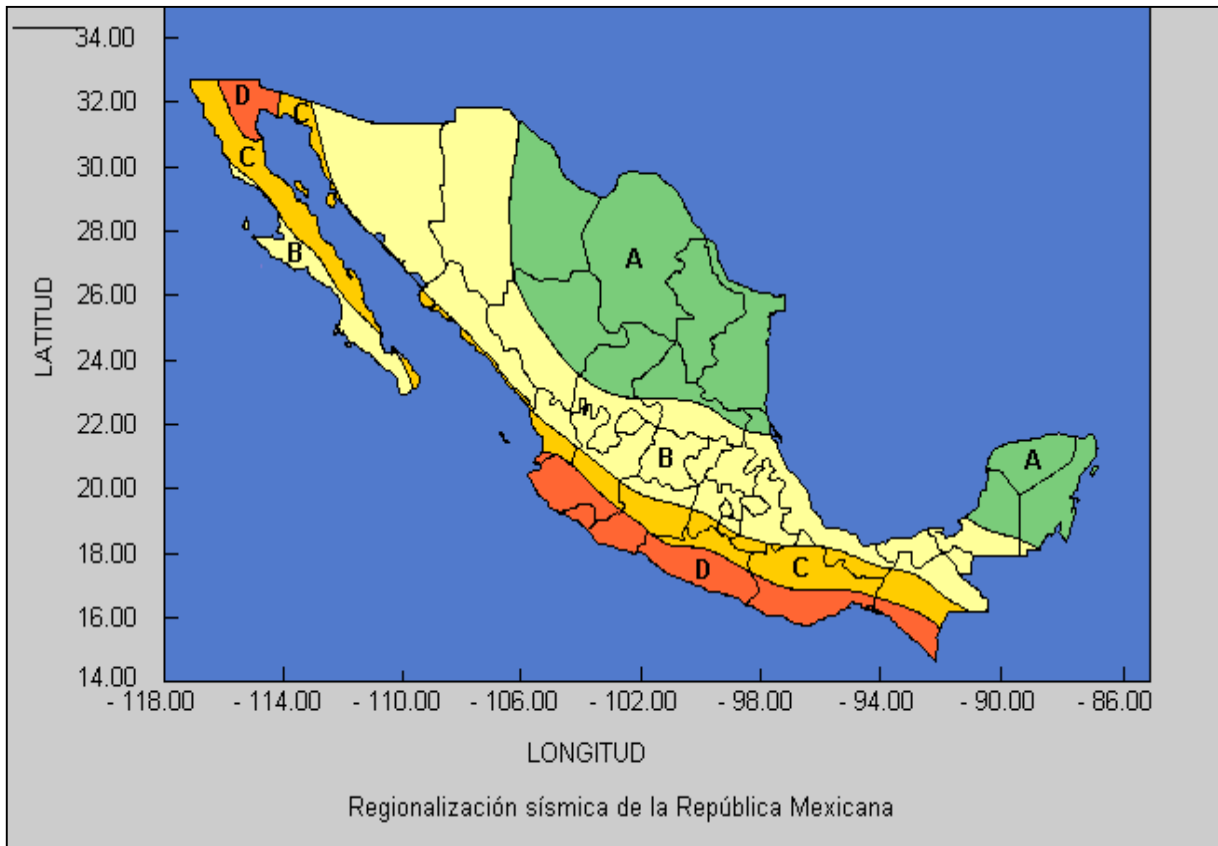 34.00
32.00
30.00
28.00
26.00
24.00
22.00
20.00
18.00
16.00
14.00
LATITUD
D
C
C
B
A
B
A
D
C
- 118.00 - 114.00 - 110.00 - 106.00 - 102.00 - 98.00 - 94.00 - 90.00 - 86.00
LONGITUD
Regionalización sísmica de la República Mexicana